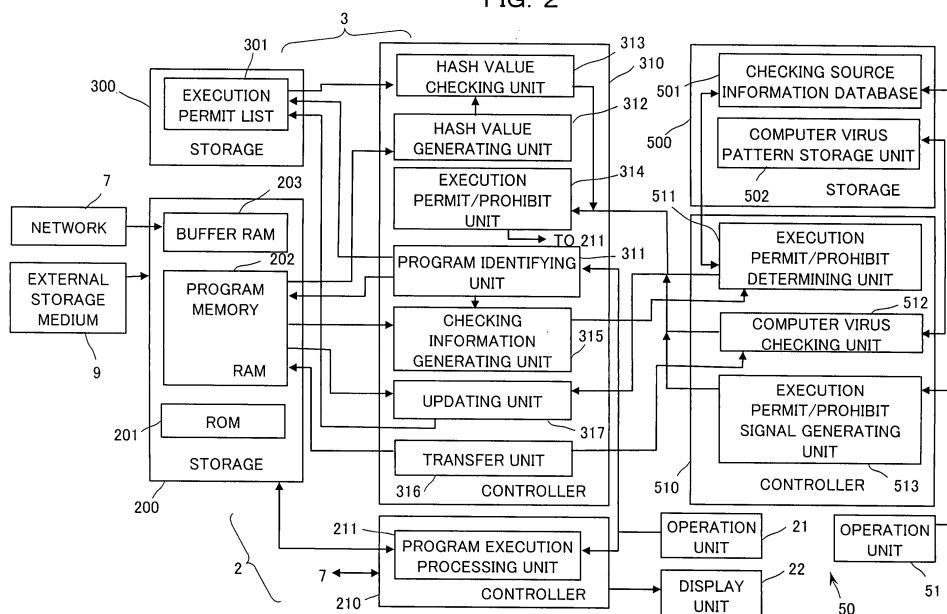 FIG. 2
3
301
313
310
300
EXECUTION
PERMIT LIST
STORAGE
HASH VALUE
CHECKING UNIT
312
HASH VALUE
GENERATING UNIT
314
EXECUTION
PERMIT/PROHIBIT
UNIT
TO 211
311
PROGRAM IDENTIFYING
UNIT
CHECKING
INFORMATION
GENERATING UNIT
315
UPDATING UNIT
317
TRANSFER UNIT
316
CONTROLLER
501
CHECKING SOURCE
INFORMATION DATABASE
500
COMPUTER VIRUS
PATTERN STORAGE UNIT
502
STORAGE
511
EXECUTION
PERMIT/PROHIBIT
DETERMINING UNIT
512
COMPUTER VIRUS
CHECKING UNIT
EXECUTION
PERMIT/PROHIBIT
SIGNAL GENERATING
UNIT
513
510
CONTROLLER
7
NETWORK
EXTERNAL
STORAGE
MEDIUM
9
203
BUFFER RAM
202
PROGRAM
MEMORY
RAM
201
ROM
STORAGE
200
2
211
PROGRAM EXECUTION
PROCESSING UNIT
7
210
CONTROLLER
OPERATION
UNIT
21
DISPLAY
UNIT
22
OPERATION
UNIT
50
51